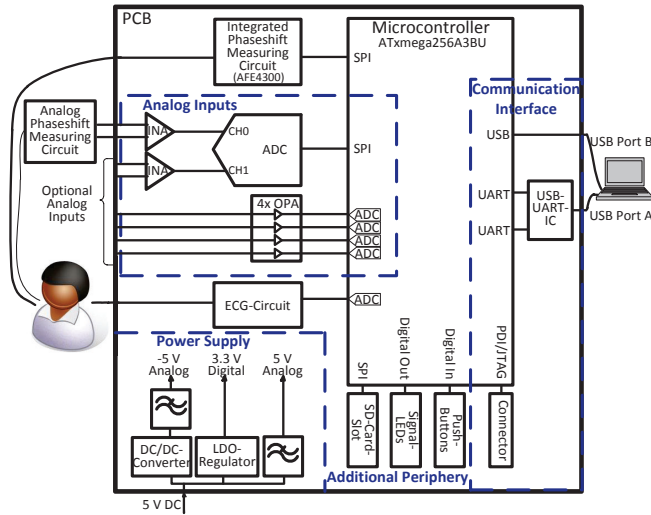 PCB
Integrated
Phaseshift
Measuring
Circuit
(AFE4300)
Microcontroller
ATxmega256A3BU
SPI
Analog Inputs
Communication
Interface
Analog
Phaseshift
Measuring
Circuit
INA
CH0
ADC
SPI
USB
USB Port B
INA
CH1
Optional
Analog
Inputs
4x OPA
ADC
ADC
ADC
ADC
UART
UART
USB-
UART-
IC
USB Port A
ECG-Circuit
ADC
Power Supply
-5 V
Analog
3.3 V
Digital
5 V
Analog
SPI
Digital Out
Digital In
PDI/JTAG
SD-Card-
Slot
Signal-
LEDs
Push-
Buttons
Connector
DC/DC-
Converter
LDO-
Regulator
Additional Periphery
5 V DC